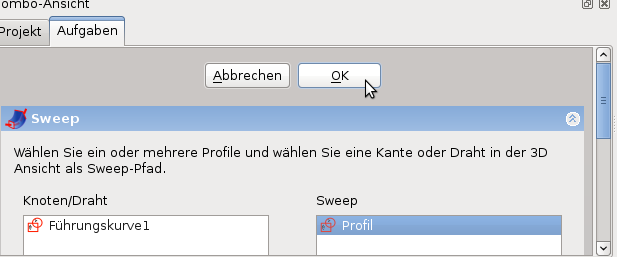 ombo-Ansicht
Projekt Aufgaben
Abbrechen OK
Sweep
Wählen Sie ein oder mehrere Profile und wählen Sie eine Kante oder Draht in der 3D
Ansicht als Sweep-Pfad.
Knoten/Draht Sweep
Führungskurve1 Profil